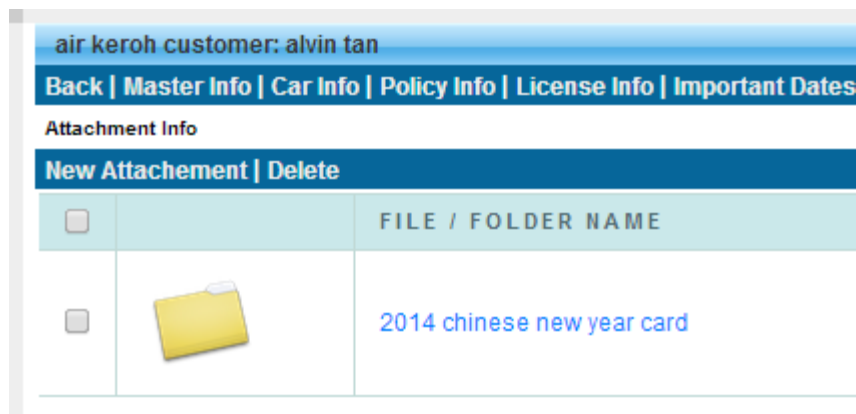 air keroh customer: alvin tan
Back | Master Info | Car Info | Policy Info | License Info | Important Dates
Attachment Info
New Attachement | Delete
FILE / FOLDER NAME
2014 chinese new year card